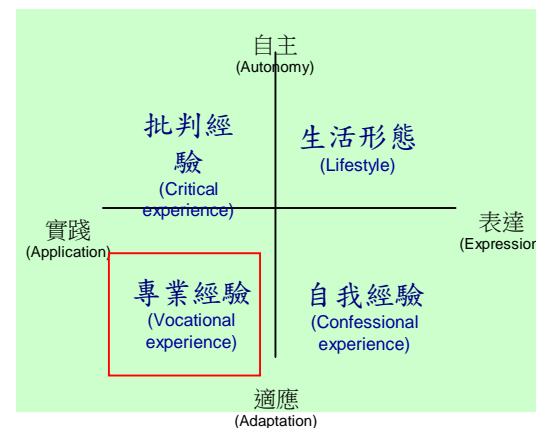 自主
(Autonomy)
批判經
驗
(Critical
experience)
生活形態
(Lifestyle)
實踐
(Application)
表達
(Expression
專業經驗
(Vocational
experience)
自我經驗
(Confessional
experience)
適應
(Adaptation)